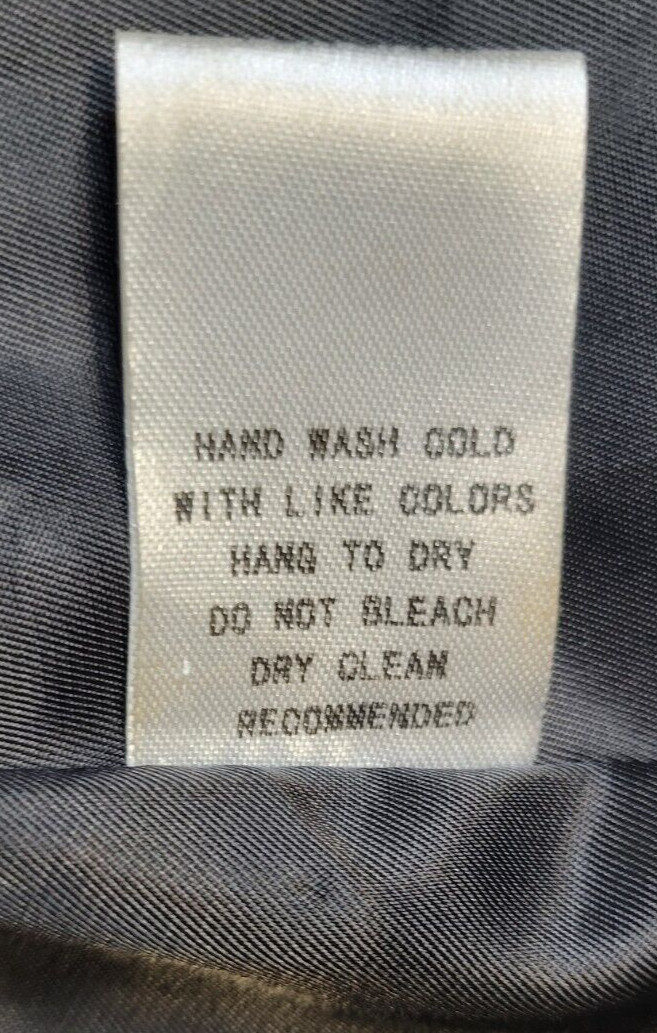 HAND WASH COLD
WITH LIKE COLORS
HANG TO DRY
DO NOT BLEACH
DRY CLEAN
RECOMMENDED